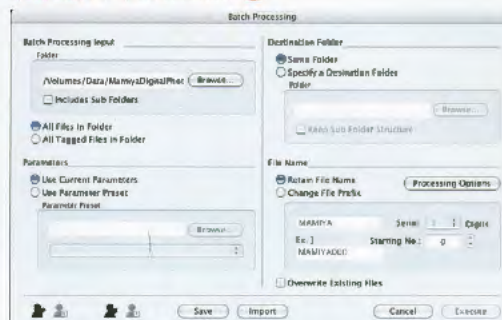 Batch Processing
Batch Processing Input
Folder
/Volumes/Data/MamiyaDigitalPhot
Browse...
Includes Sub Folders
All Files in Folder
All Tagged Files in Folder
Parameters
Use Current Parameters
Use Parameter Preset
Parameter Preset
Browse...
Destination Folder
Same Folder
Specify a Desination Folder
Folder
Browse...
Keep Sub Folder Structure
File Name
Retain File Name
Processing Options
Change File Prefix
MAMIYA
Serial
Digits
Ex. )
Starting No.:
0
Overwrite Existing Files
Save
Import
Cancel
Execute